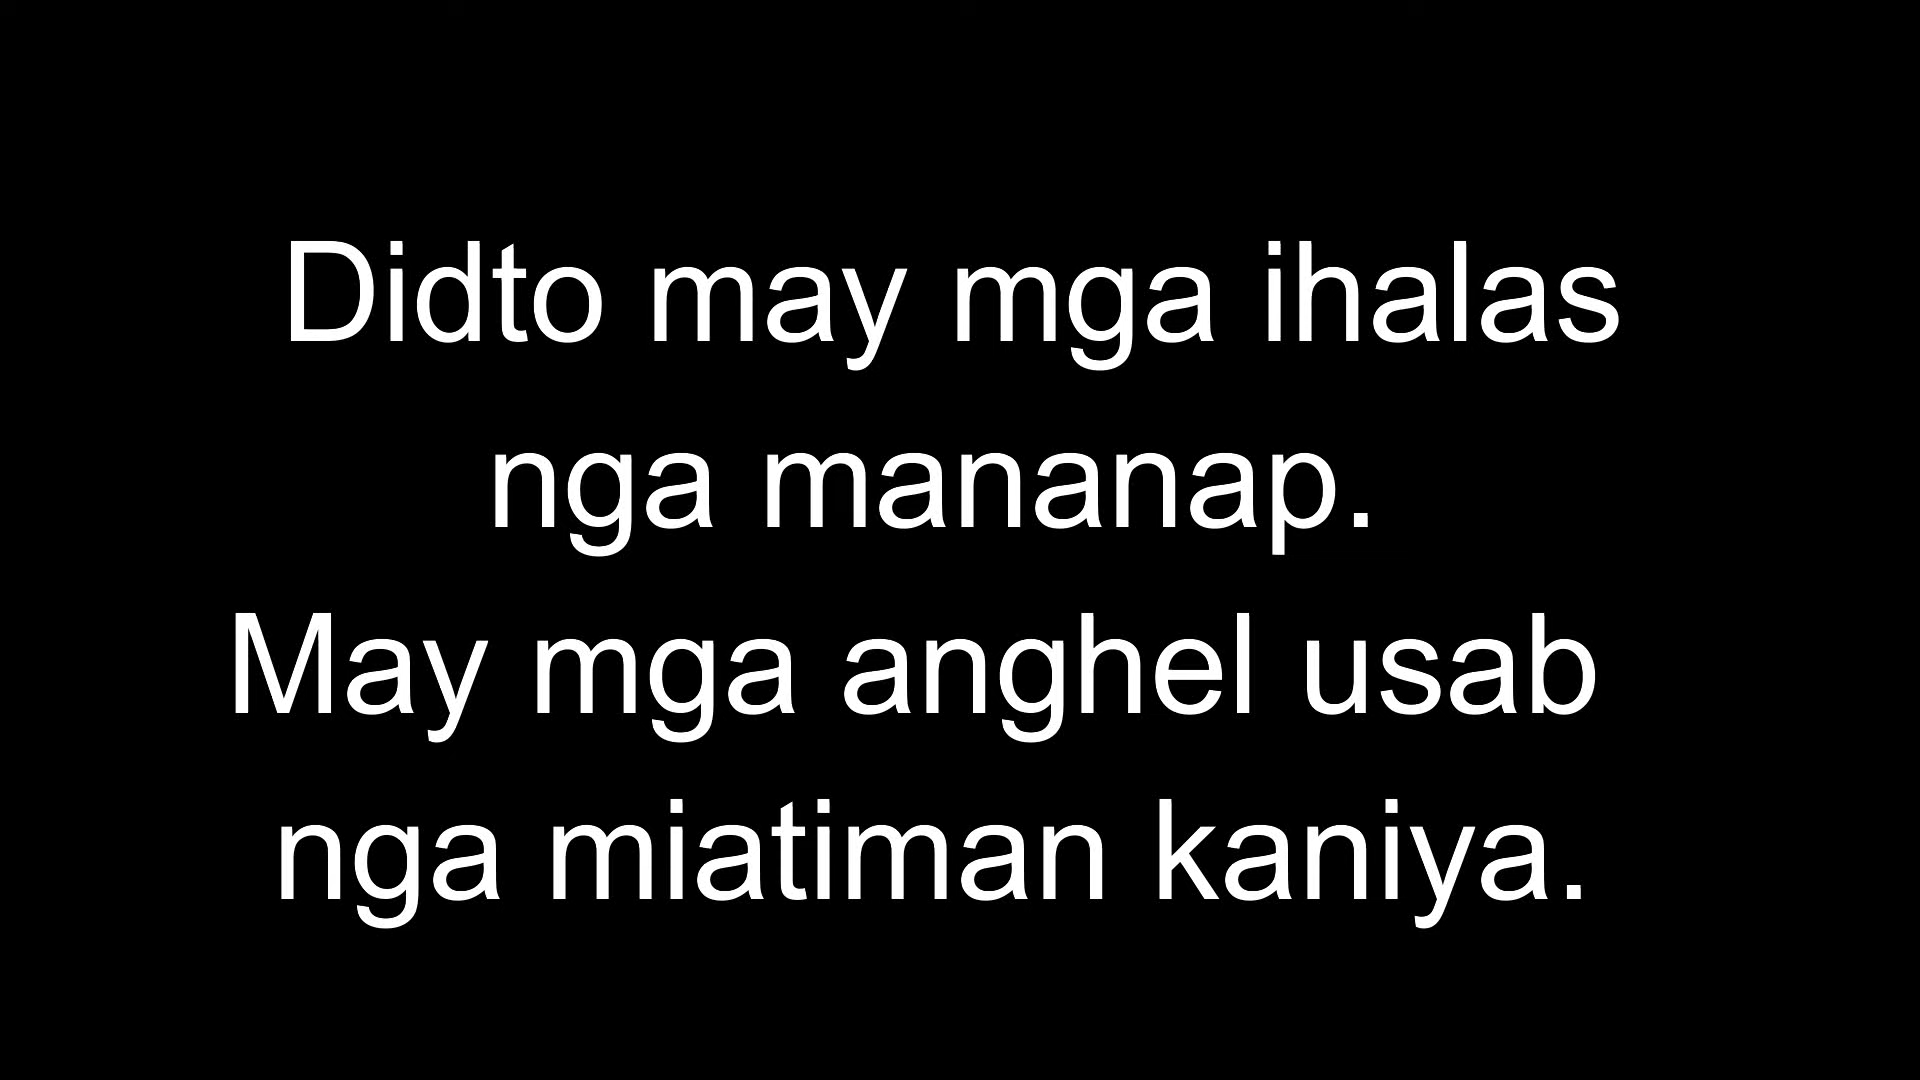 Didto may mga ihalas
nga mananap.
May mga anghel usab
nga miatiman kaniya.